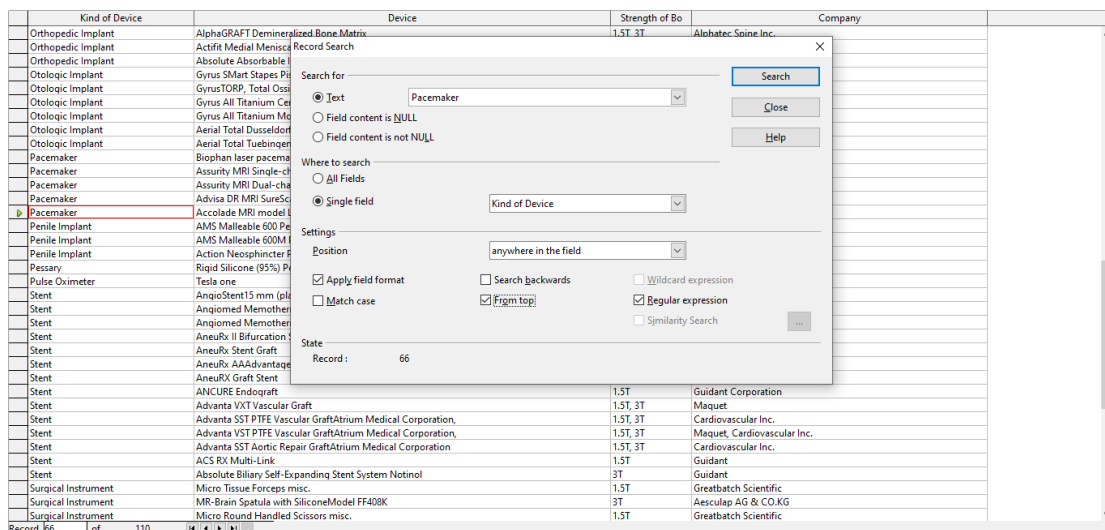 Kind of Device Device Strength of Bo Company
Orthopedic Implant AlphaGRAFT Demineralized Bone Matrix 1.5T, 3T Alphatec Spine Inc.
Orthopedic Implant Actifit Medial Menisca
Orthopedic Implant Absolute Absorbable I
Otologic Implant Gyrus SMart Stapes Pis
Otologic Implant GyrusTORP, Total Ossi
Otologic Implant Gyrus All Titanium Ce
Otologic Implant Gyrus All Titanium Mo
Otologic Implant Aerial Total Dusseldorf
Otologic Implant Aerial Total Tuebingen
Pacemaker Biophan laser pacema
Pacemaker Assurity MRI Single-ch
Pacemaker Assurity MRI Dual-cha
Pacemaker Advisa DR MRI SureSc
Pacemaker Accolade MRI model L
Penile Implant AMS Malleable 600 Pe
Penile Implant AMS Malleable 600M
Penile Implant Action Neosphincter P
Pessary Rigid Silicone (95%) Pe
Pulse Oximeter Tesla one
Stent AngioStent15 mm (pla
Stent Angiomed Memother
Stent Angiomed Memother
Stent AneuRx II Bifurcation S
Stent AneuRx Stent Graft
Stent AneuRx AAAdvantage
Stent AneuRX Graft Stent
Stent ANCURE Endograft 1.5T Guidant Corporation
Stent Advanta VXT Vascular Graft 1.5T, 3T Maquet
Stent Advanta SST PTFE Vascular GraftAtrium Medical Corporation, 1.5T, 3T Cardiovascular Inc.
Stent Advanta VST PTFE Vascular GraftAtrium Medical Corporation, 1.5T, 3T Maquet, Cardiovascular Inc.
Stent Advanta SST Aortic Repair GraftAtrium Medical Corporation 1.5T, 3T Cardiovascular Inc.
Stent ACS RX Multi-Link 1.5T Guidant
Stent Absolute Biliary Self-Expanding Stent System Notinol 3T Guidant
Surgical Instrument Micro Tissue Forceps misc. 1.5T Greatbatch Scientific
Surgical Instrument MR-Brain Spatula with SiliconeModel FF408K 3T Aesculap AG & CO.KG
Surgical Instrument Micro Round Handled Scissors misc. 1.5T Greatbatch Scientific
Record 66 of 110
Record Search
Search for
Text Pacemaker
Field content is NULL
Field content is not NULL
Search
Close
Help
Where to search
All Fields
Single field Kind of Device
Settings
Position anywhere in the field
Apply field format Search backwards Wildcard expression
Match case From top Regular expression
Similarity Search ...
State
Record : 66